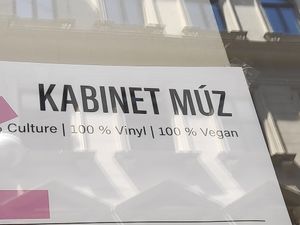 KABINET MÚZ
% Culture | 100 % Vinyl | 100 % Vegan